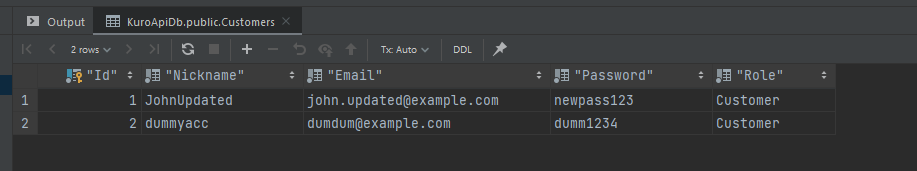 Output KuroApiDb.public.Customers
2 rows Tx: Auto DDL
"Id" "Nickname" "Email" "Password" "Role"
1 1 JohnUpdated john.updated@example.com newpass123 Customer
2 2 dummyacc dumdum@example.com dumm1234 Customer